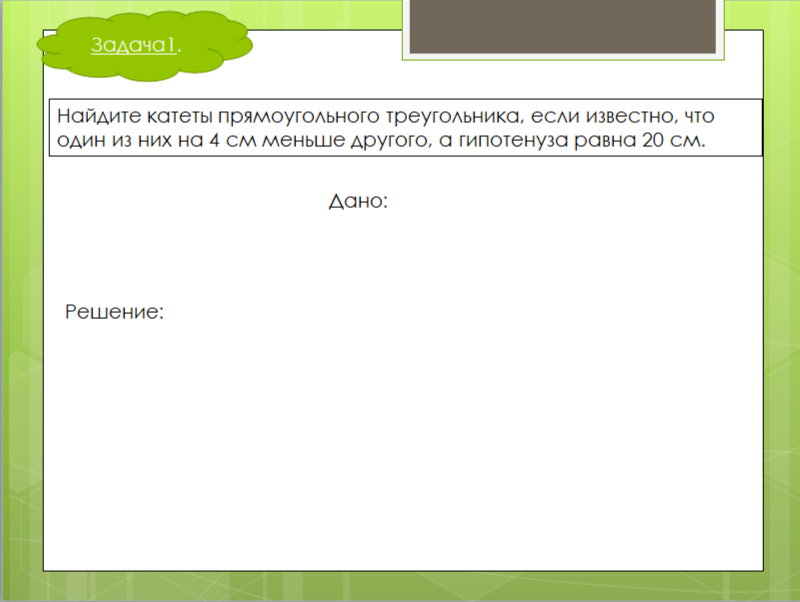 Задача1.
Найдите катеты прямоугольного треугольника, если известно, что
один из них на 4 см меньше другого, а гипотенуза равна 20 см.
Дано:
Решение: